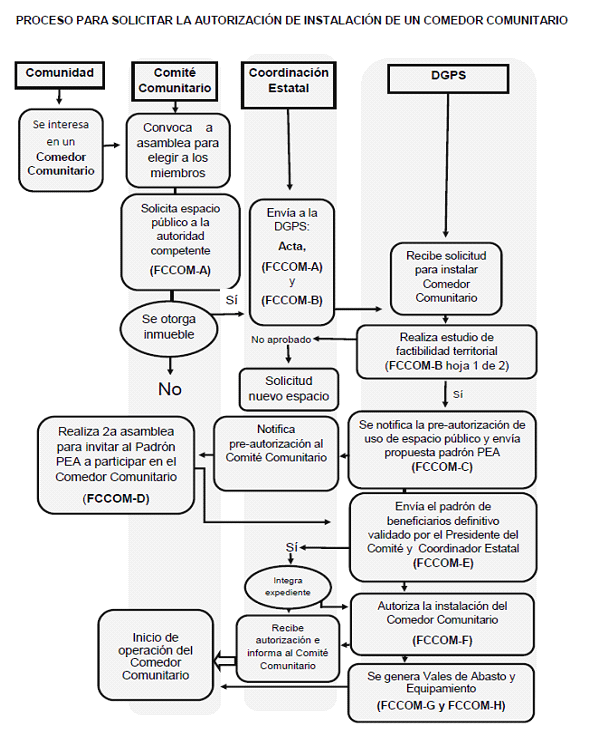 PROCESO PARA SOLICITAR LA AUTORIZACIÓN DE INSTALACIÓN DE UN COMEDOR COMUNITARIO
Comunidad
Comité
Comunitario
Coordinación
Estatal
DGPS
Se interesa
en un
Comedor
Comunitario
Convoca a
asamblea para
elegir a los
miembros
Solicita espacio
público a la
autoridad
competente
(FCCOM-A)
Se otorga
inmueble
Sí
No
Envía a la
DGPS:
Acta,
(FCCOM-A)
y
(FCCOM-B)
Recibe solicitud
para instalar
Comedor
Comunitario
Realiza estudio de
factibilidad territorial
(FCCOM-B hoja 1 de 2)
No aprobado
Solicitud
nuevo espacio
Sí
Se notifica la pre-autorización de
uso de espacio público y envía
propuesta padrón PEA
(FCCOM-C)
Notifica
pre-autorización al
Comité Comunitario
Realiza 2a asamblea
para invitar al Padrón
PEA a participar en el
Comedor Comunitario
(FCCOM-D)
Envía el padrón de
beneficiarios definitivo
validado por el Presidente del
Comité y Coordinador Estatal
(FCCOM-E)
Sí
Integra
expediente
Autoriza la instalación del
Comedor Comunitario
(FCCOM-F)
Recibe
autorización e
informa al Comité
Comunitario
Inicio de
operación del
Comedor
Comunitario
Se genera Vales de Abasto y
Equipamiento
(FCCOM-G y FCCOM-H)